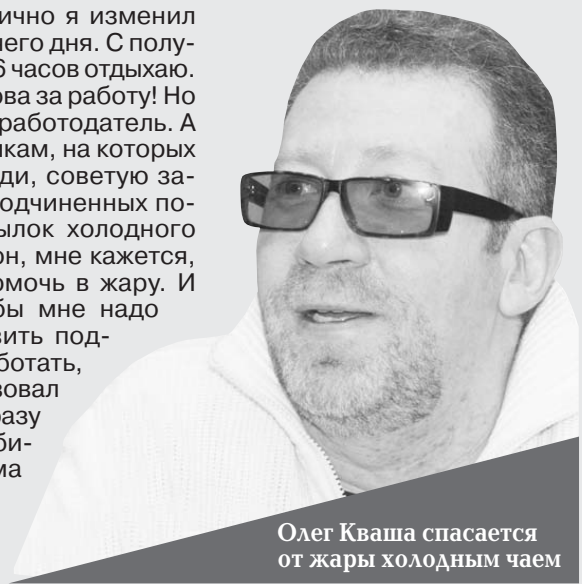 ично я изменил
него дня. С полу-
6 часов отдыхаю.
ова за работу! Но
работодатель. А
икам, на которых
ди, советую за-
одчиненных по-
ылок холодного
он, мне кажется,
омочь в жару. И
бы мне надо
вить под-
ботать,
вовал
разу
би-
ма
Олег Кваша спасается
от жары холодным чаем